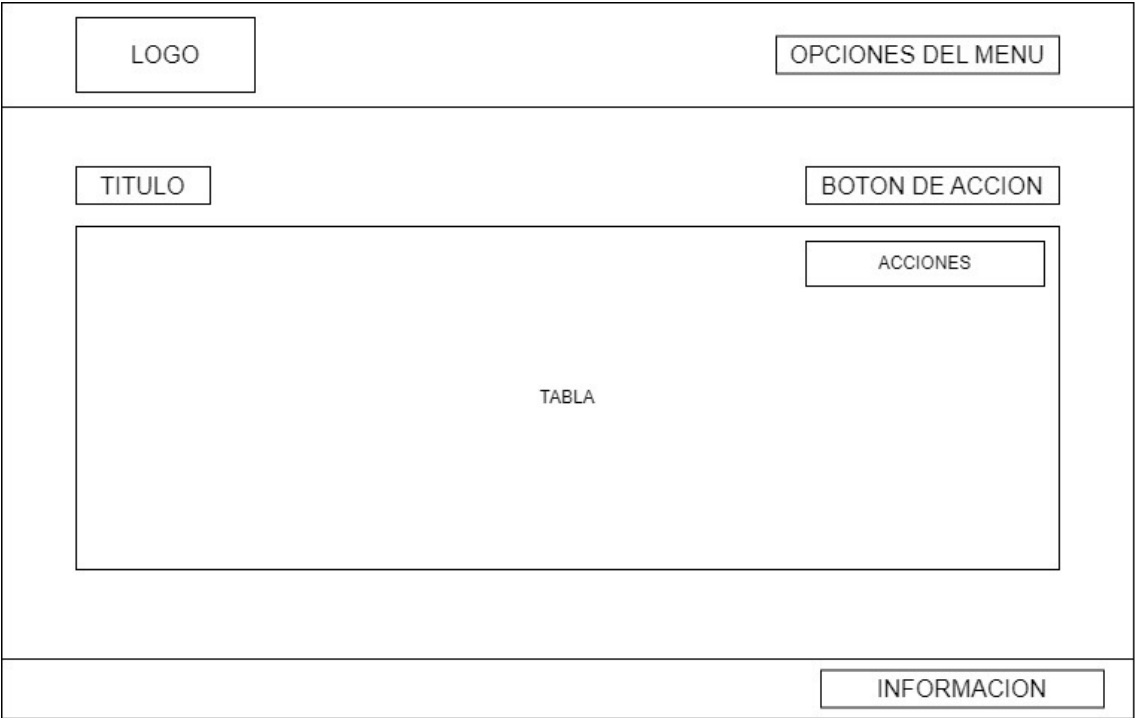 LOGO
OPCIONES DEL MENU
TITULO
BOTON DE ACCION
ACCIONES
TABLA
INFORMACION